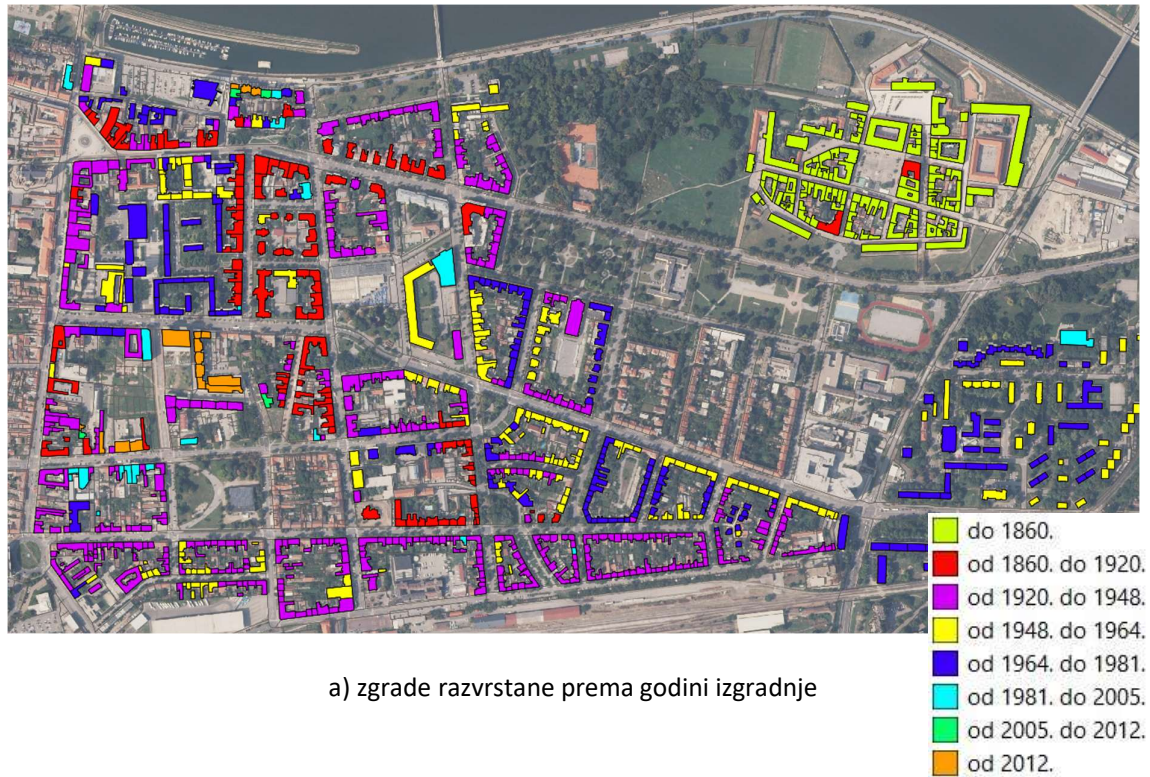 do 1860.
od 1860. do 1920.
od 1920. do 1948.
od 1948. do 1964.
od 1964. do 1981.
od 1981. do 2005.
od 2005. do 2012.
od 2012.
a) zgrade razvrstane prema godini izgradnje